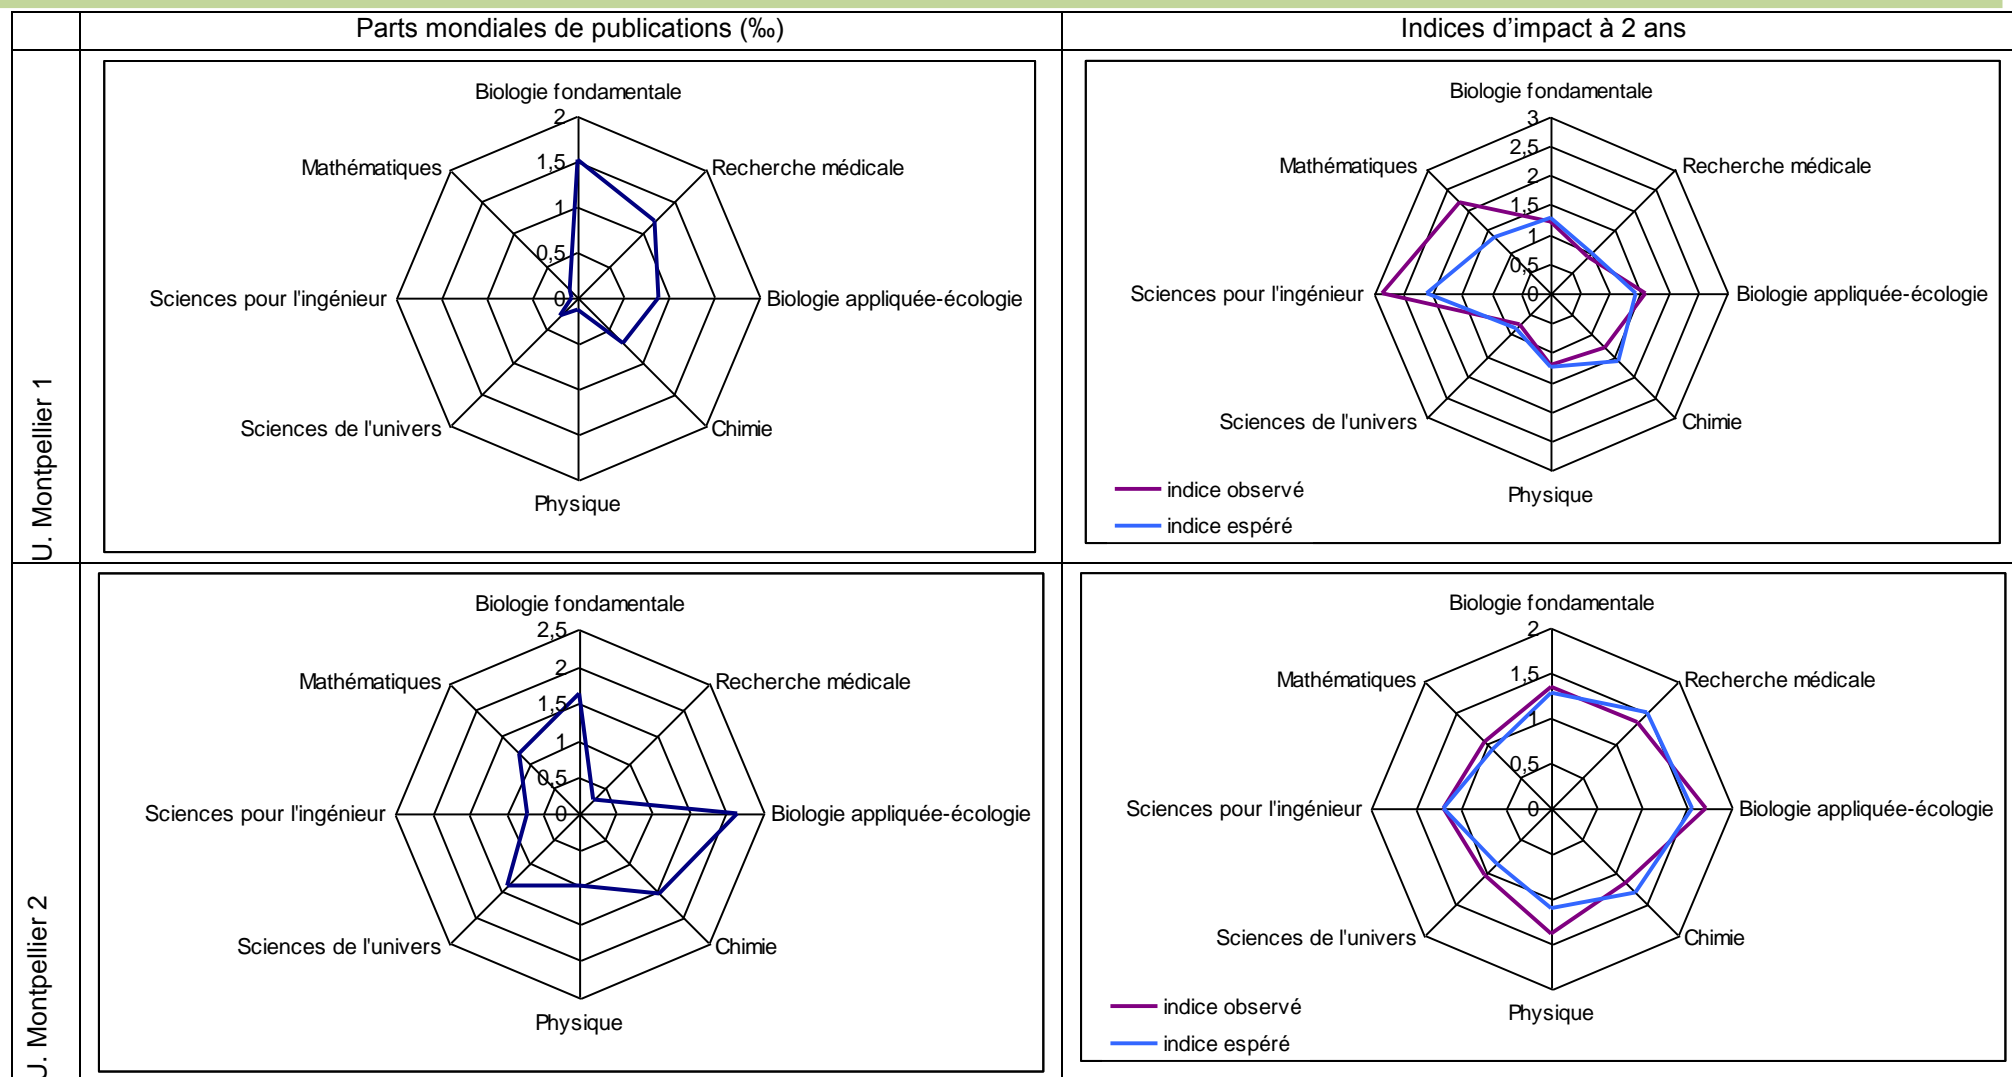 Parts mondiales de publications (‰)
Indices d'impact à 2 ans
U. Montpellier 1
Biologie fondamentale
2
1,5
1
0,5
0
Recherche médicale
Biologie appliquée-écologie
Chimie
Physique
Sciences de l'univers
Sciences pour l'ingénieur
Mathématiques
Biologie fondamentale
3
2,5
2
1,5
1
0,5
0
Recherche médicale
Biologie appliquée-écologie
Chimie
Physique
Sciences de l'univers
Sciences pour l'ingénieur
Mathématiques
indice observé
indice espéré
U. Montpellier 2
Biologie fondamentale
2,5
2
1,5
1
0,5
0
Recherche médicale
Biologie appliquée-écologie
Chimie
Physique
Sciences de l'univers
Sciences pour l'ingénieur
Mathématiques
Biologie fondamentale
2
1,5
1
0,5
0
Recherche médicale
Biologie appliquée-écologie
Chimie
Physique
Sciences de l'univers
Sciences pour l'ingénieur
Mathématiques
indice observé
indice espéré